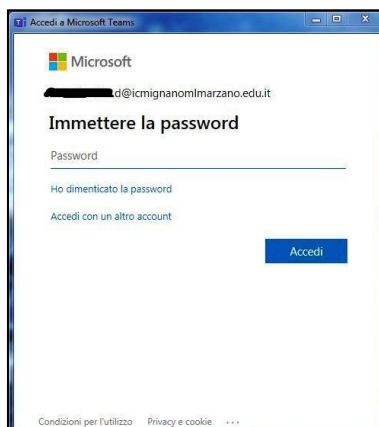 Accedi a Microsoft Teams
Microsoft
d@icmignanomlmarzano.edu.it
Immettere la password
Password
Ho dimenticato la password
Accedi con un altro account
Accedi
Condizioni per l'utilizzo Privacy e cookie ...